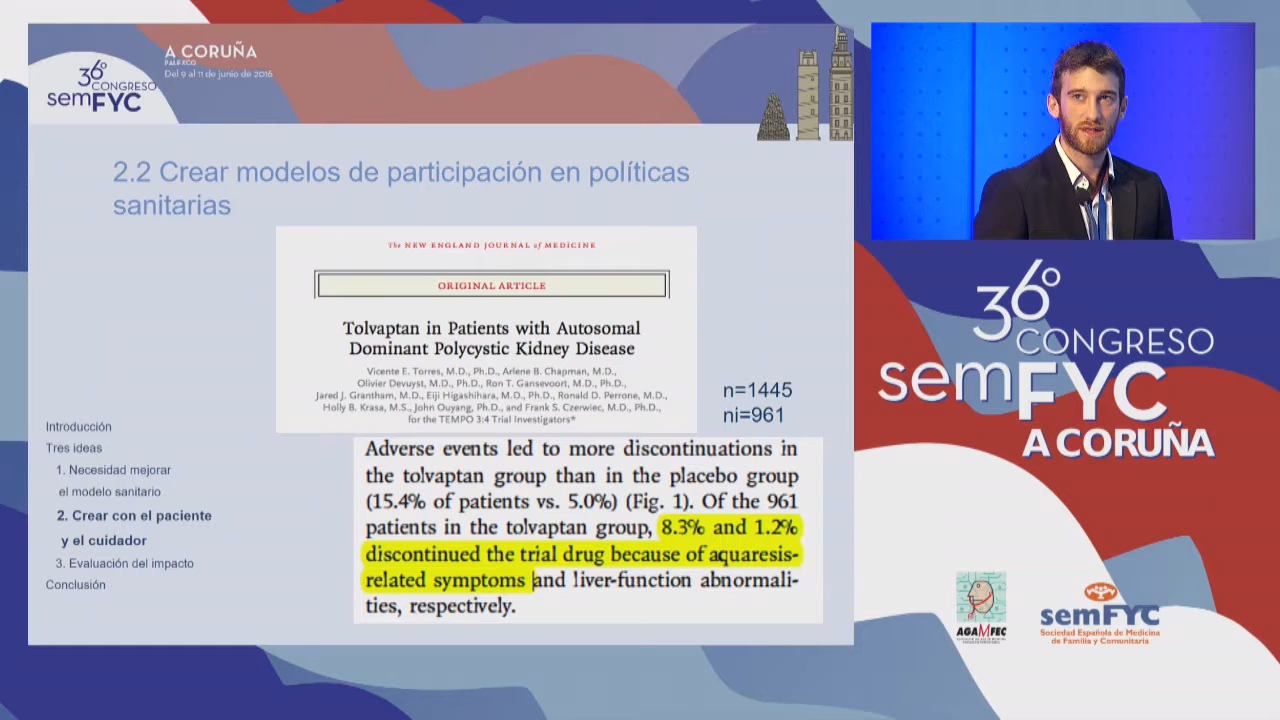 A CORUÑA
PALEXCO
Del 9 al 11 de junio de 2016
36º
CONGRESO
semFYC
2.2 Crear modelos de participación en políticas
sanitarias
The NEW ENGLAND JOURNAL of MEDICINE
ORIGINAL ARTICLE
Tolvaptan in Patients with Autosomal
Dominant Polycystic Kidney Disease
Vicente E. Torres, M.D., Ph.D., Arlene B. Chapman, M.D.,
Olivier Devuyst, M.D., Ph.D., Ron T. Gansevoort, M.D., Ph.D.,
Jared J. Grantham, M.D., Eiji Higashihara, M.D., Ph.D., Ronald D. Perrone, M.D.,
Holly B. Krasa, M.S., John Ouyang, Ph.D., and Frank S. Czerwiec, M.D., Ph.D.,
for the TEMPO 3:4 Trial Investigators*
n=1445
ni=961
Introducción
Tres ideas
1. Necesidad mejorar
el modelo sanitario
2. Crear con el paciente
y el cuidador
3. Evaluación del impacto
Conclusión
Adverse events led to more discontinuations in
the tolvaptan group than in the placebo group
(15.4% of patients vs. 5.0%) (Fig. 1). Of the 961
patients in the tolvaptan group, 8.3% and 1.2%
discontinued the trial drug because of aquaresis-
related symptoms and liver-function abnormali-
ties, respectively.
36º
CONGRESO
semFYC
A CORUÑA
AGAMFEC
semFYC
Sociedad Española de Medicina
de Familia y Comunitaria